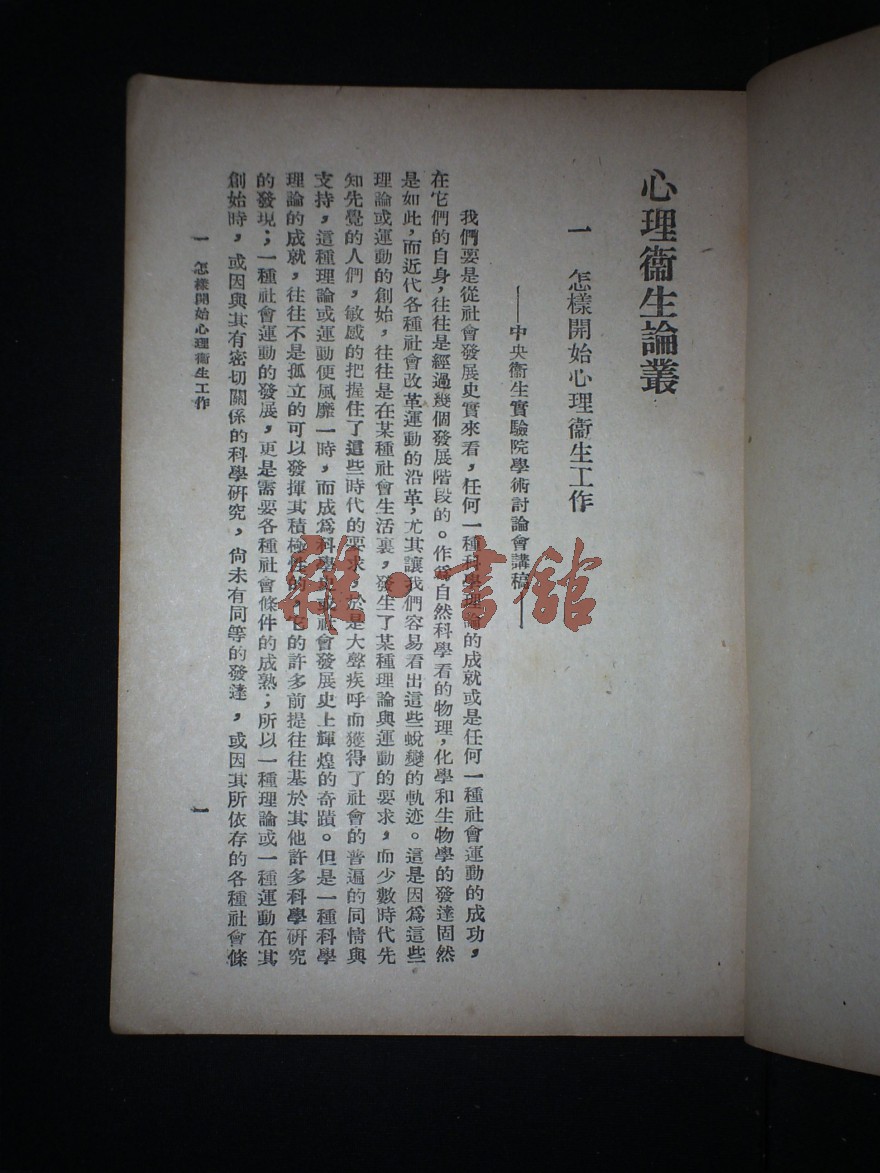 心理衞生論叢
一 怎樣開始心理衞生工作
——中央衞生實驗院學術討論會講稿——
我們要是從社會發展史實來看，任何一種科學理論的成就或是任何一種社會運動的成功，
在它們的自身，往往是經過幾個發展階段的。作爲自然科學看的物理，化學和生物學的發達固然
是如此，而近代各種社會改革運動的沿革，尤其讓我們容易看出這些蛻變的軌迹。這是因爲這些
理論或運動的創始，往往是在某種社會生活裏，發生了某種理論與運動的要求，而少數時代先
知先覺的人們，敏感的把握住了這些時代的要求，於是大聲疾呼而獲得了社會的普遍的同情與
支持，這種理論或運動便風靡一時，而成爲科學史或社會發展史上輝煌的奇蹟。但是一種科學
理論的成就，往往不是孤立的可以發揮其積極性的，它的許多前提往往基於其他許多科學研究
的發現；一種社會運動的發展，更是需要各種社會條件的成熟；所以一種理論或一種運動在其
創始時，或因與其有密切關係的科學研究，尙未有同等的發達，或因其所依存的各種社會條
一 怎樣開始心理衞生工作
一
雜·書館